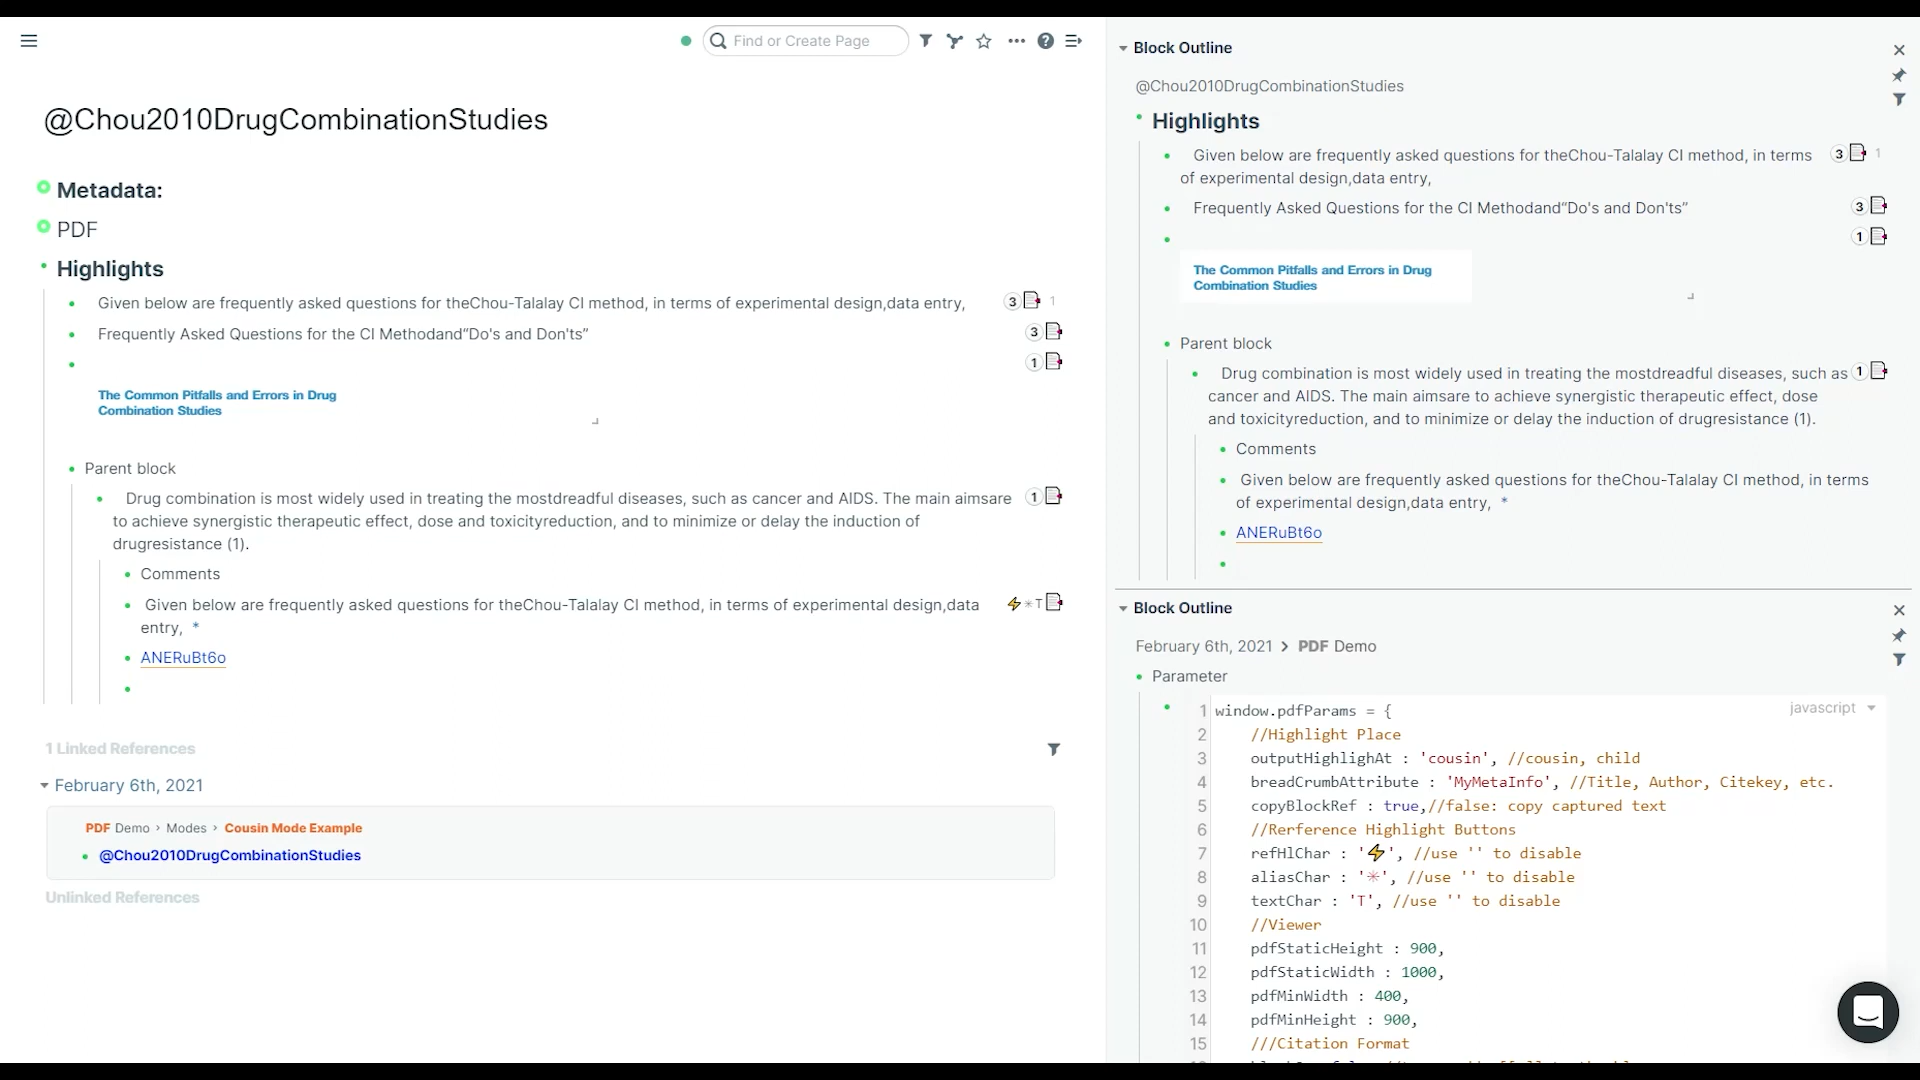 Find or Create Page
@Chou2010DrugCombinationStudies
Metadata:
PDF
Highlights
Given below are frequently asked questions for theChou-Talalay CI method, in terms of experimental design,data entry,
3
1
Frequently Asked Questions for the CI Methodand“Do's and Don'ts”
3
1
The Common Pitfalls and Errors in Drug
Combination Studies
Parent block
Drug combination is most widely used in treating the mostdreadful diseases, such as cancer and AIDS. The main aimsare
1
to achieve synergistic therapeutic effect, dose and toxicityreduction, and to minimize or delay the induction of
drugresistance (1).
Comments
Given below are frequently asked questions for theChou-Talalay CI method, in terms of experimental design,data
⚡ * T
entry, *
ANERuBt6o
1 Linked References
February 6th, 2021
PDF Demo › Modes › Cousin Mode Example
@Chou2010DrugCombinationStudies
Unlinked References
Block Outline
@Chou2010DrugCombinationStudies
Highlights
Given below are frequently asked questions for theChou-Talalay CI method, in terms
3
1
of experimental design,data entry,
Frequently Asked Questions for the CI Methodand“Do's and Don'ts”
3
1
The Common Pitfalls and Errors in Drug
Combination Studies
Parent block
Drug combination is most widely used in treating the mostdreadful diseases, such as
1
cancer and AIDS. The main aimsare to achieve synergistic therapeutic effect, dose
and toxicityreduction, and to minimize or delay the induction of drugresistance (1).
Comments
Given below are frequently asked questions for theChou-Talalay CI method, in terms
of experimental design,data entry, *
ANERuBt6o
Block Outline
February 6th, 2021 > PDF Demo
Parameter
javascript
1 window.pdfParams = {
2 //Highlight Place
3 outputHighlighAt : 'cousin', //cousin, child
4 breadCrumbAttribute : 'MyMetaInfo', //Title, Author, Citekey, etc.
5 copyBlockRef : true,//false: copy captured text
6 //Rerference Highlight Buttons
7 refHlChar : '⚡', //use '' to disable
8 aliasChar : '✳', //use '' to disable
9 textChar : 'T', //use '' to disable
10 //Viewer
11 pdfStaticHeight : 900,
12 pdfStaticWidth : 1000,
13 pdfMinWidth : 400,
14 pdfMinHeight : 900,
15 ///Citation Format